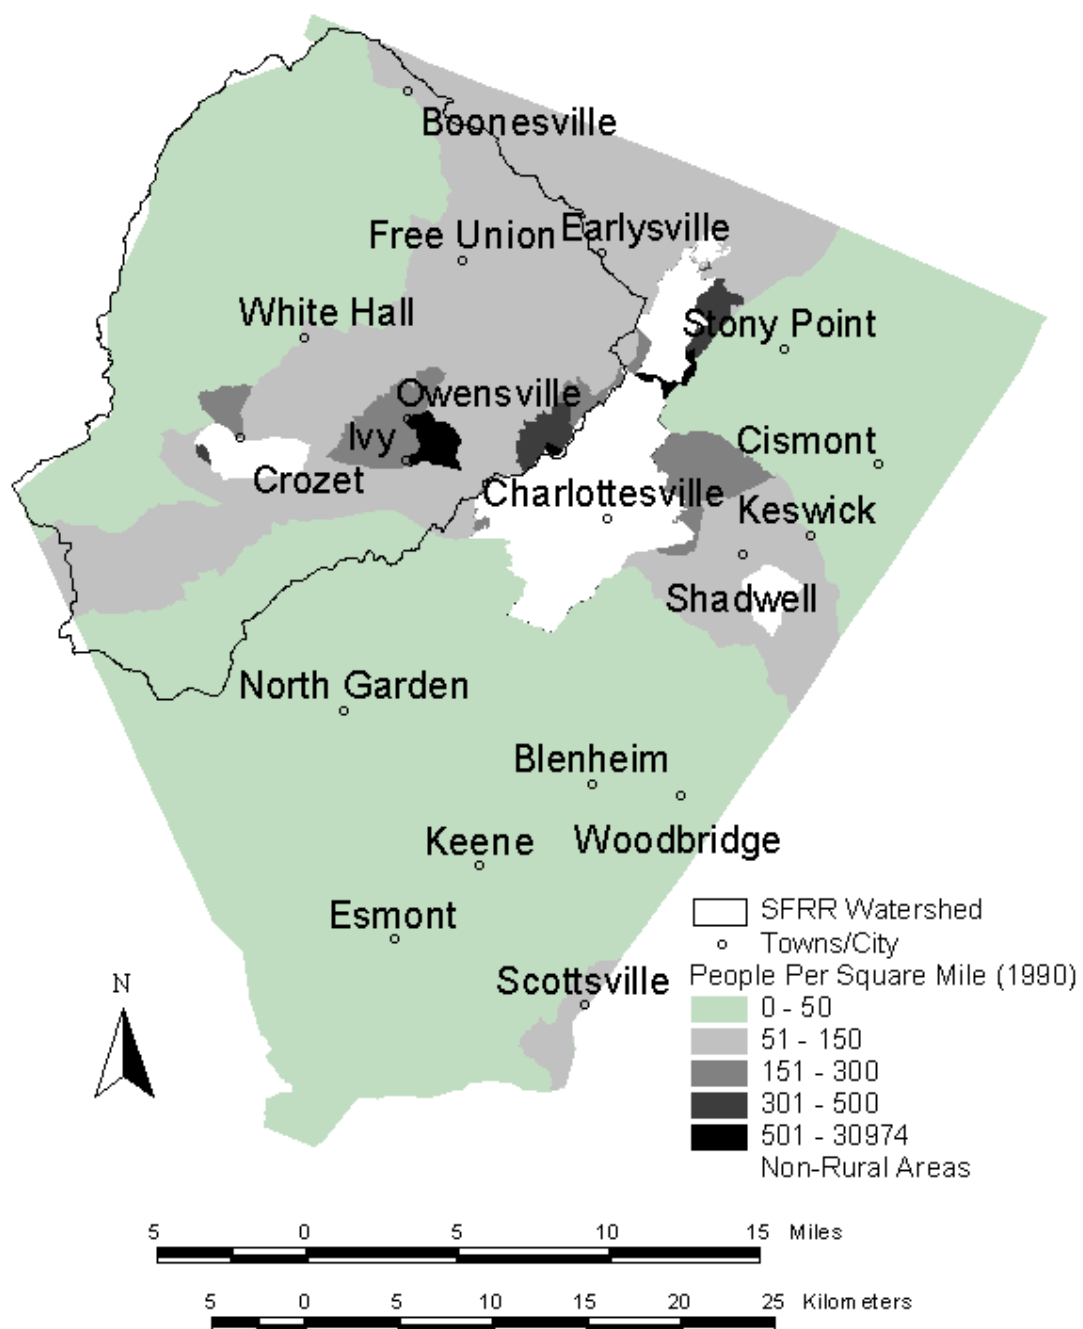 Boonesville
Free Union
Earlysville
White Hall
Stony Point
Owensville
Ivy
Cismont
Crozet
Charlottesville
Keswick
Shadwell
North Garden
Blenheim
Keene
Woodbridge
Esmont
Scottsville
SFRR Watershed
Towns/City
People Per Square Mile (1990)
0 - 50
51 - 150
151 - 300
301 - 500
501 - 30974
Non-Rural Areas
N
5 0 5 10 15 Miles
5 0 5 10 15 20 25 Kilometers